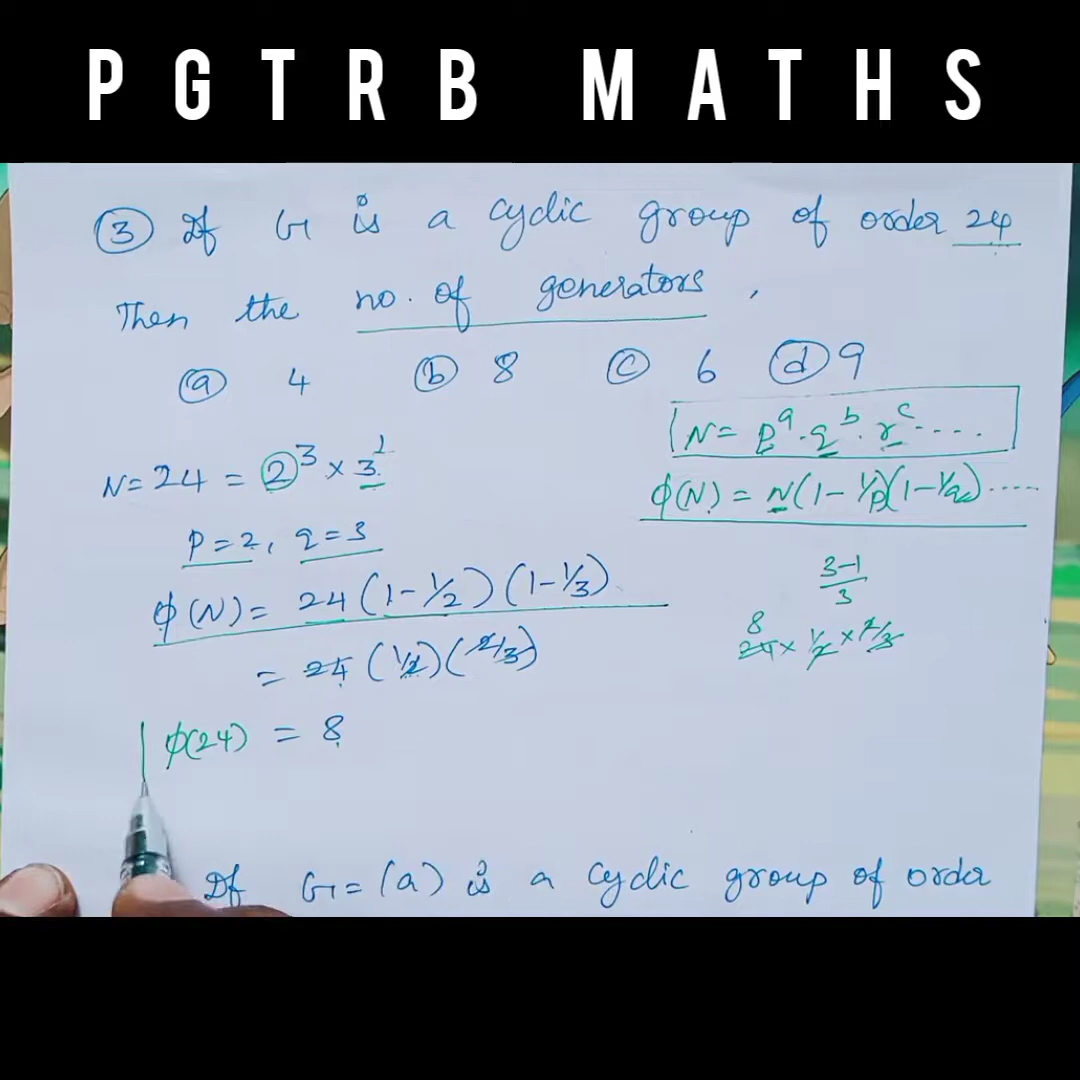 PGTRB MATHS
③ If G is a cyclic group of order 24
Then the no. of generators,
ⓐ 4 ⓑ 8 ⓒ 6 ⓓ 9
N = p^a . q^b . r^c ....
N = 24 = 2^3 × 3^1
φ(N) = N(1 - 1/p)(1 - 1/q) .....
p = 2, q = 3
3-1/3
φ(N) = 24 (1 - 1/2) (1 - 1/3)
8
24 × 1/2 × 2/3
= 24 (1/2) (2/3)
φ(24) = 8
If G = (a) is a cyclic group of order